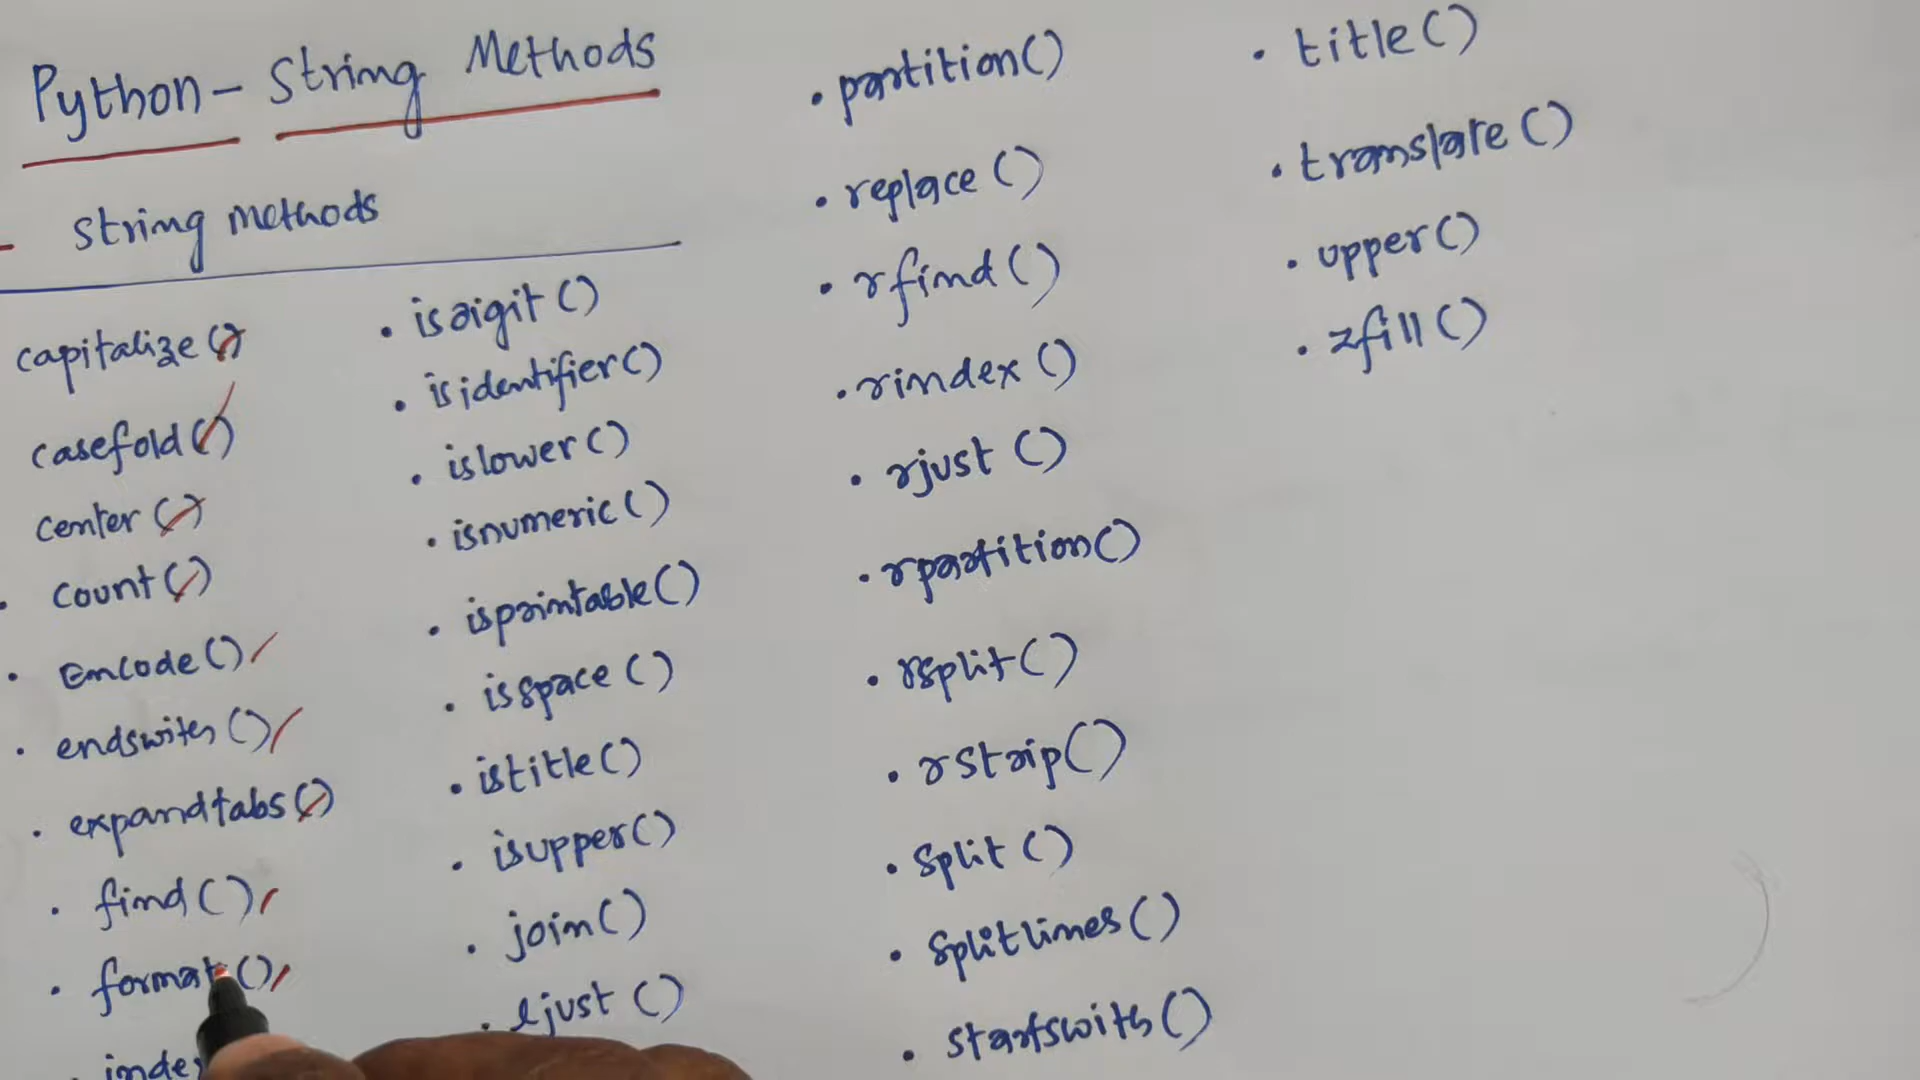 Python - String Methods
String methods
capitalize()
casefold()
center()
count()
Encode()
endswith()
expandtabs()
find()
format()
• isdigit()
• isidentifier()
• islower()
• isnumeric()
• isprintable()
• isspace()
• istitle()
• isupper()
• join()
• ljust()
• partition()
• replace()
• rfind()
• rindex()
• rjust()
• rpartition()
• rsplit()
• rstrip()
• split()
• splitlines()
• startswith()
• title()
• translate()
• upper()
• zfill()